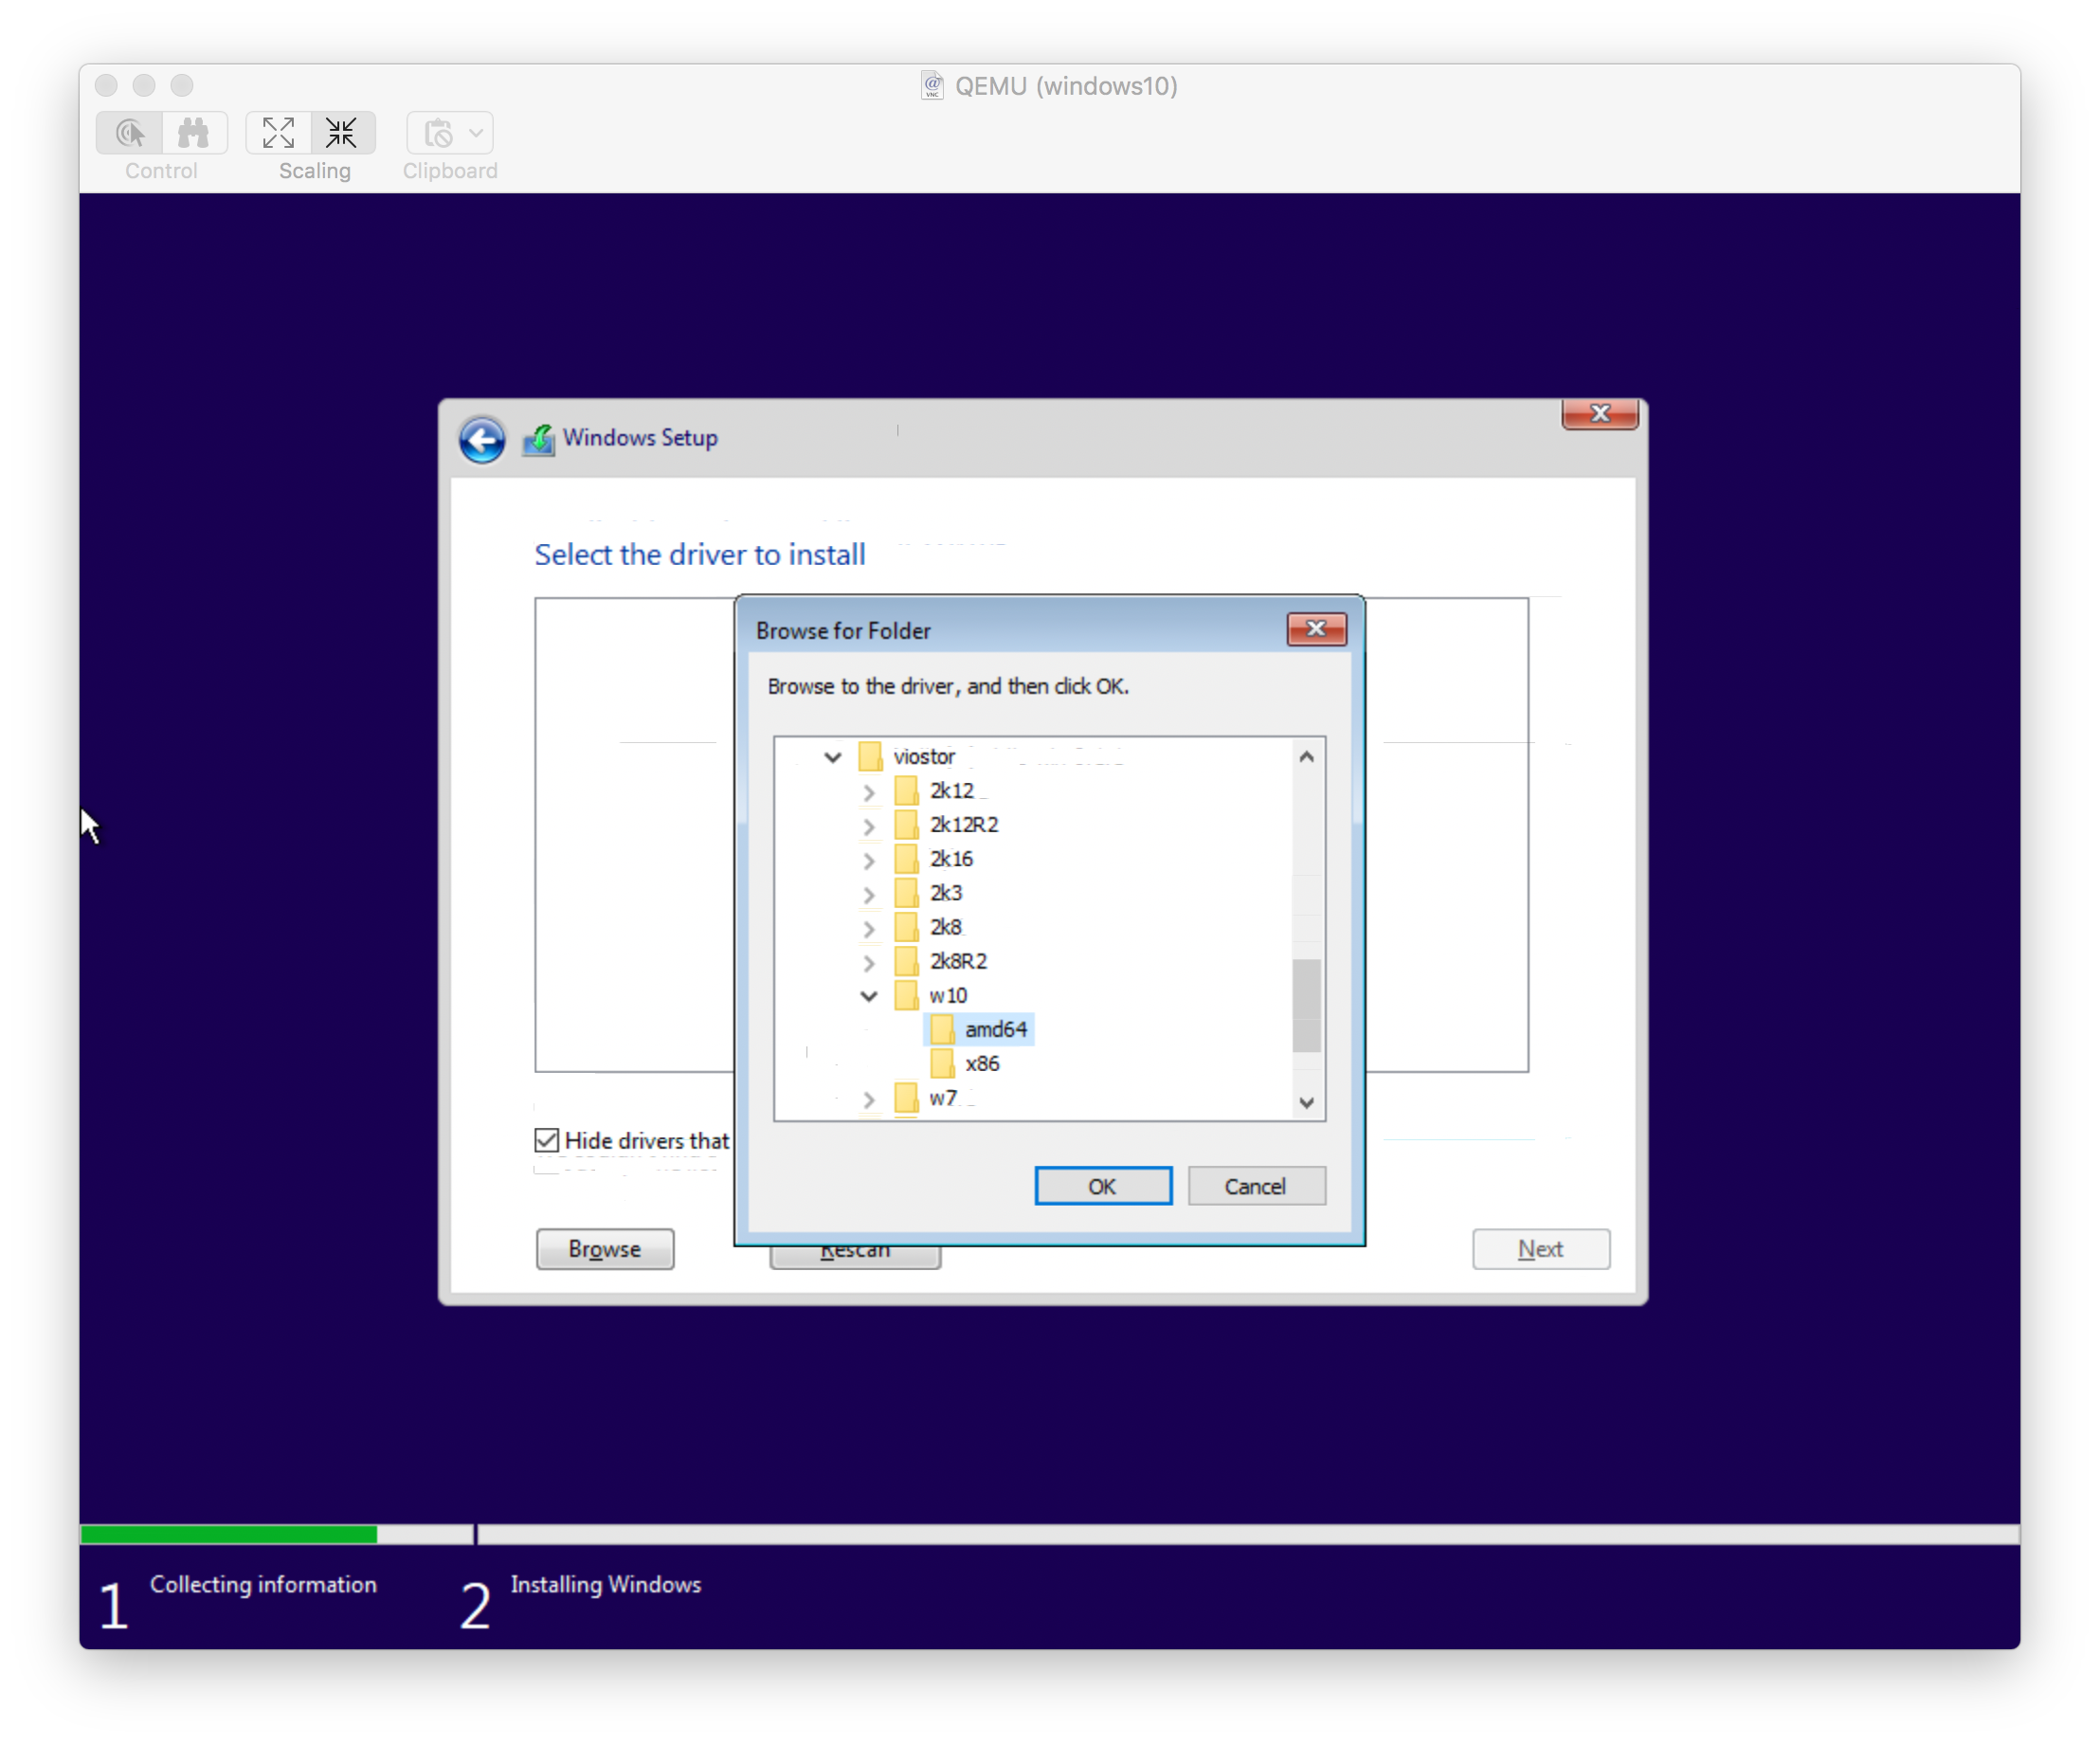 QEMU (windows10)
Control
Scaling
Clipboard
Windows Setup
Select the driver to install
Browse for Folder
Browse to the driver, and then click OK.
viostor
2k12
2k12R2
2k16
2k3
2k8
2k8R2
w10
amd64
x86
w7
Hide drivers that
OK
Cancel
Browse
Rescan
Next
1 Collecting information
2 Installing Windows